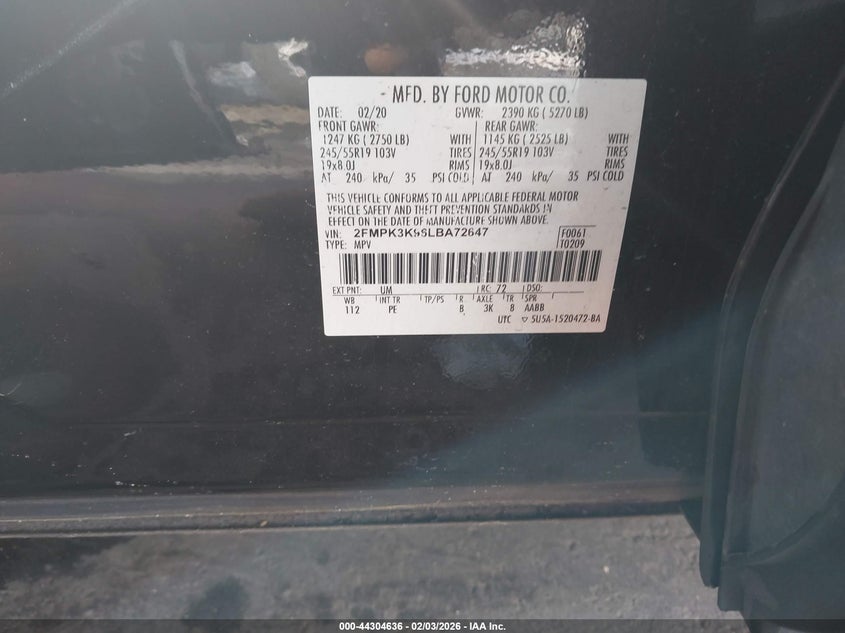 MFD. BY FORD MOTOR CO.
DATE: 02/20 GVWR: 2390 KG ( 5270 LB)
FRONT GAWR: REAR GAWR:
1247 KG ( 2750 LB) WITH 1145 KG ( 2525 LB) WITH
245/55R19 103V TIRES 245/55R19 103V TIRES
19x8.0J RIMS 19x8.0J RIMS
AT 240 kPa/ 35 PSI COLD AT 240 kPa/ 35 PSI COLD
THIS VEHICLE CONFORMS TO ALL APPLICABLE FEDERAL MOTOR
VEHICLE SAFETY AND THEFT PREVENTION STANDARDS IN
EFFECT ON THE DATE OF MANUFACTURE SHOWN ABOVE.
VIN: 2FMPK3K96LBA72647 F0061
TYPE: MPV T0209
EXT PNT: UM RC: 72 DSO:
WB INT TR TP/PS R AXLE TR SPR
112 PE B 3K 8 AABB
UTC ▽ 5U5A-1520472-BA
000-44304636 - 02/03/2026 - IAA Inc.